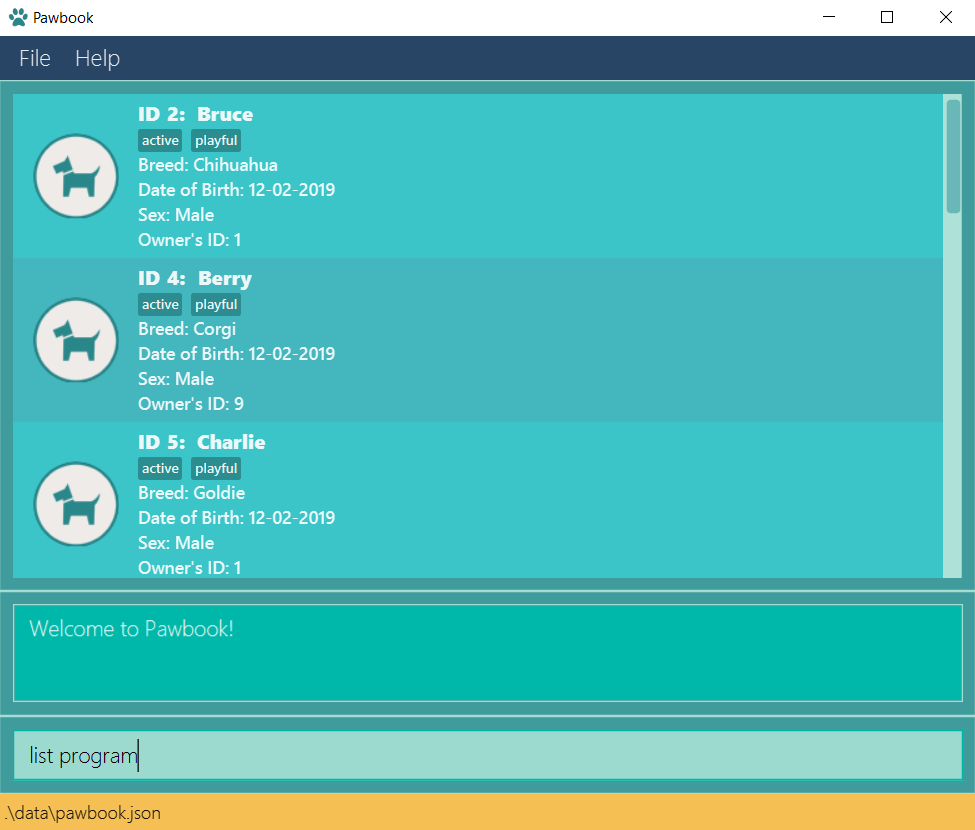 Pawbook
File Help
ID 2: Bruce
active playful
Breed: Chihuahua
Date of Birth: 12-02-2019
Sex: Male
Owner's ID: 1
ID 4: Berry
active playful
Breed: Corgi
Date of Birth: 12-02-2019
Sex: Male
Owner's ID: 9
ID 5: Charlie
active playful
Breed: Goldie
Date of Birth: 12-02-2019
Sex: Male
Owner's ID: 1
Welcome to Pawbook!
list program
.\data\pawbook.json